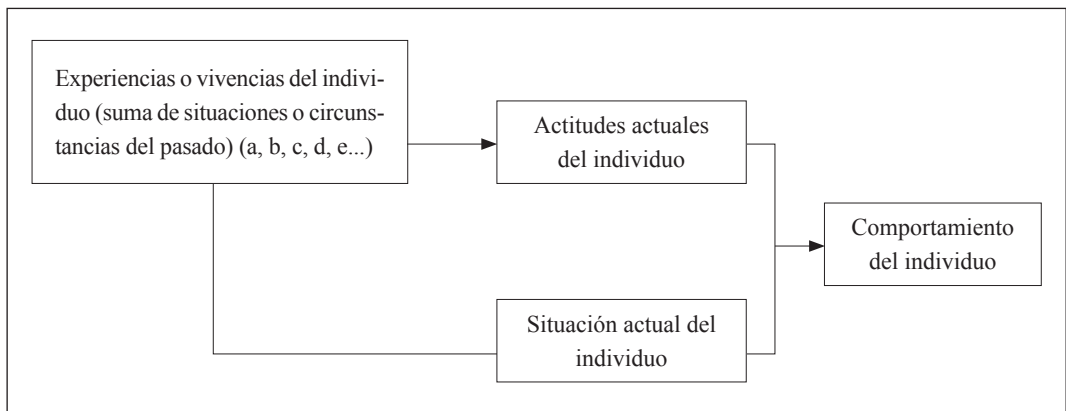 Experiencias o vivencias del indivi-
duo (suma de situaciones o circuns-
tancias del pasado) (a, b, c, d, e...)
Actitudes actuales
del individuo
Comportamiento
del individuo
Situación actual del
individuo